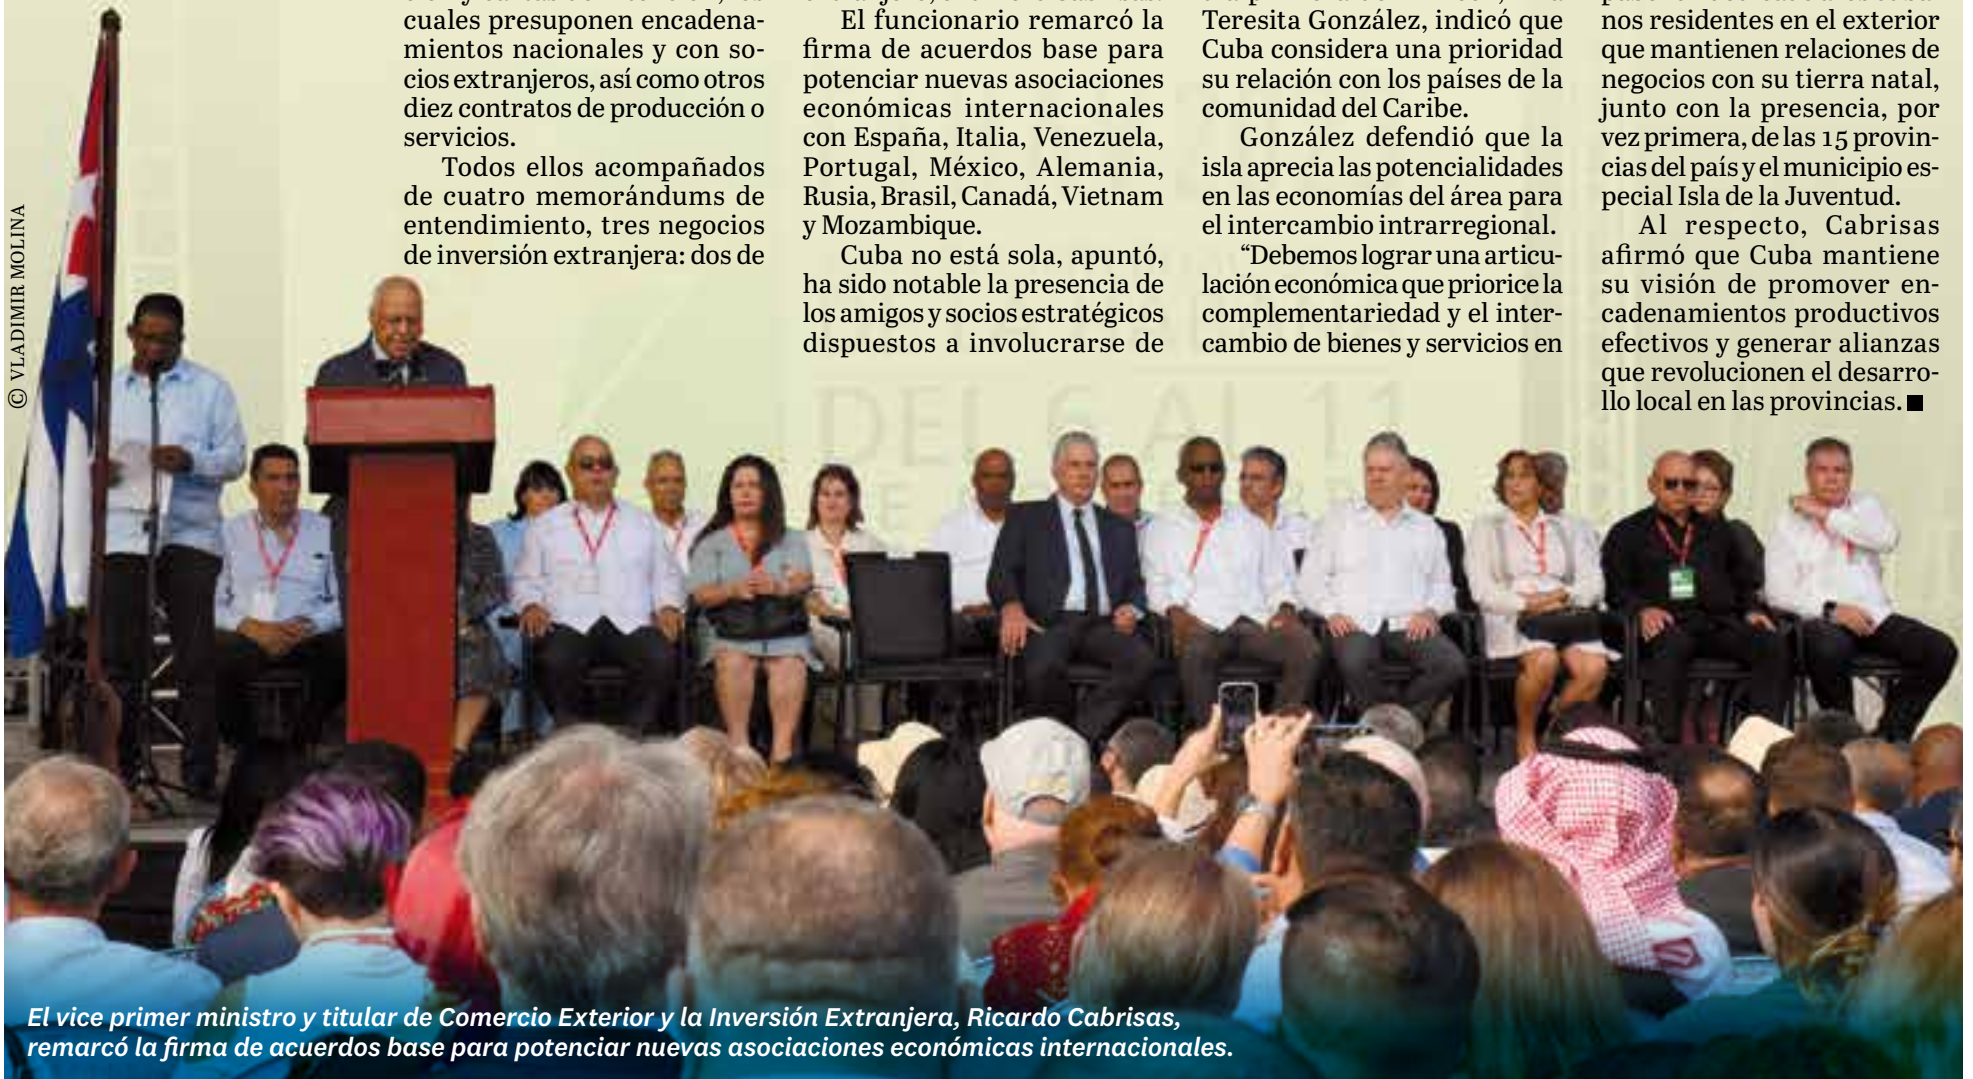 cuales presuponen encadena-
mientos nacionales y con so-
cios extranjeros, así como otros
diez contratos de producción o
servicios.
Todos ellos acompañados
de cuatro memorándums de
entendimiento, tres negocios
de inversión extranjera: dos de
El funcionario remarcó la
firma de acuerdos base para
potenciar nuevas asociaciones
económicas internacionales
con España, Italia, Venezuela,
Portugal, México, Alemania,
Rusia, Brasil, Canadá, Vietnam
y Mozambique.
Cuba no está sola, apuntó,
ha sido notable la presencia de
los amigos y socios estratégicos
dispuestos a involucrarse de
Teresita González, indicó que
Cuba considera una prioridad
su relación con los países de la
comunidad del Caribe.
González defendió que la
isla aprecia las potencialidades
en las economías del área para
el intercambio intrarregional.
“Debemos lograr una articu-
lación económica que priorice la
complementariedad y el inter-
cambio de bienes y servicios en
nos residentes en el exterior
que mantienen relaciones de
negocios con su tierra natal,
junto con la presencia, por
vez primera, de las 15 provin-
cias del país y el municipio es-
pecial Isla de la Juventud.
Al respecto, Cabrisas
afirmó que Cuba mantiene
su visión de promover en-
cadenamientos productivos
efectivos y generar alianzas
que revolucionen el desarro-
llo local en las provincias. ■
© VLADIMIR MOLINA
DEL 6 AL 11
El vice primer ministro y titular de Comercio Exterior y la Inversión Extranjera, Ricardo Cabrisas,
remarcó la firma de acuerdos base para potenciar nuevas asociaciones económicas internacionales.